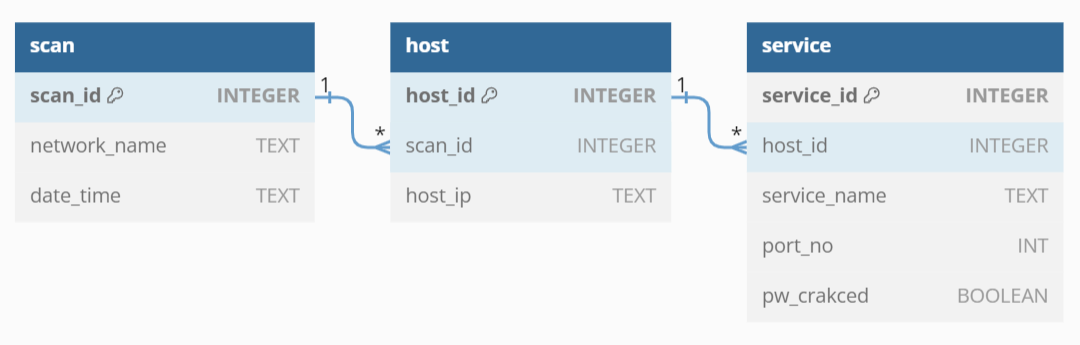 scan
scan_id INTEGER
network_name TEXT
date_time TEXT
1
*
host
host_id INTEGER
scan_id INTEGER
host_ip TEXT
1
*
service
service_id INTEGER
host_id INTEGER
service_name TEXT
port_no INT
pw_crakced BOOLEAN